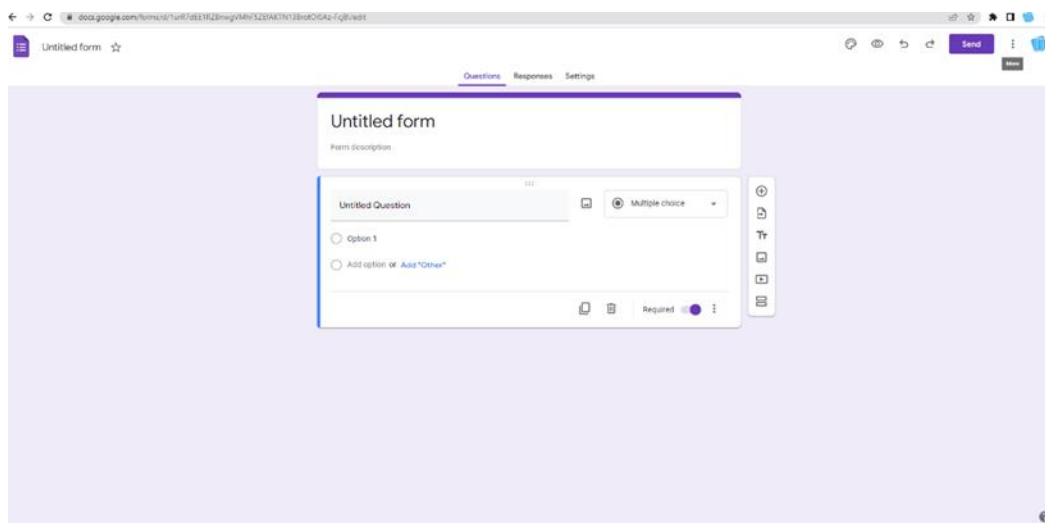 Untitled form
Send
More
Questions Responses Settings
Untitled form
Form description
Untitled Question
Multiple choice
Option 1
Add option or Add "Other"
Required